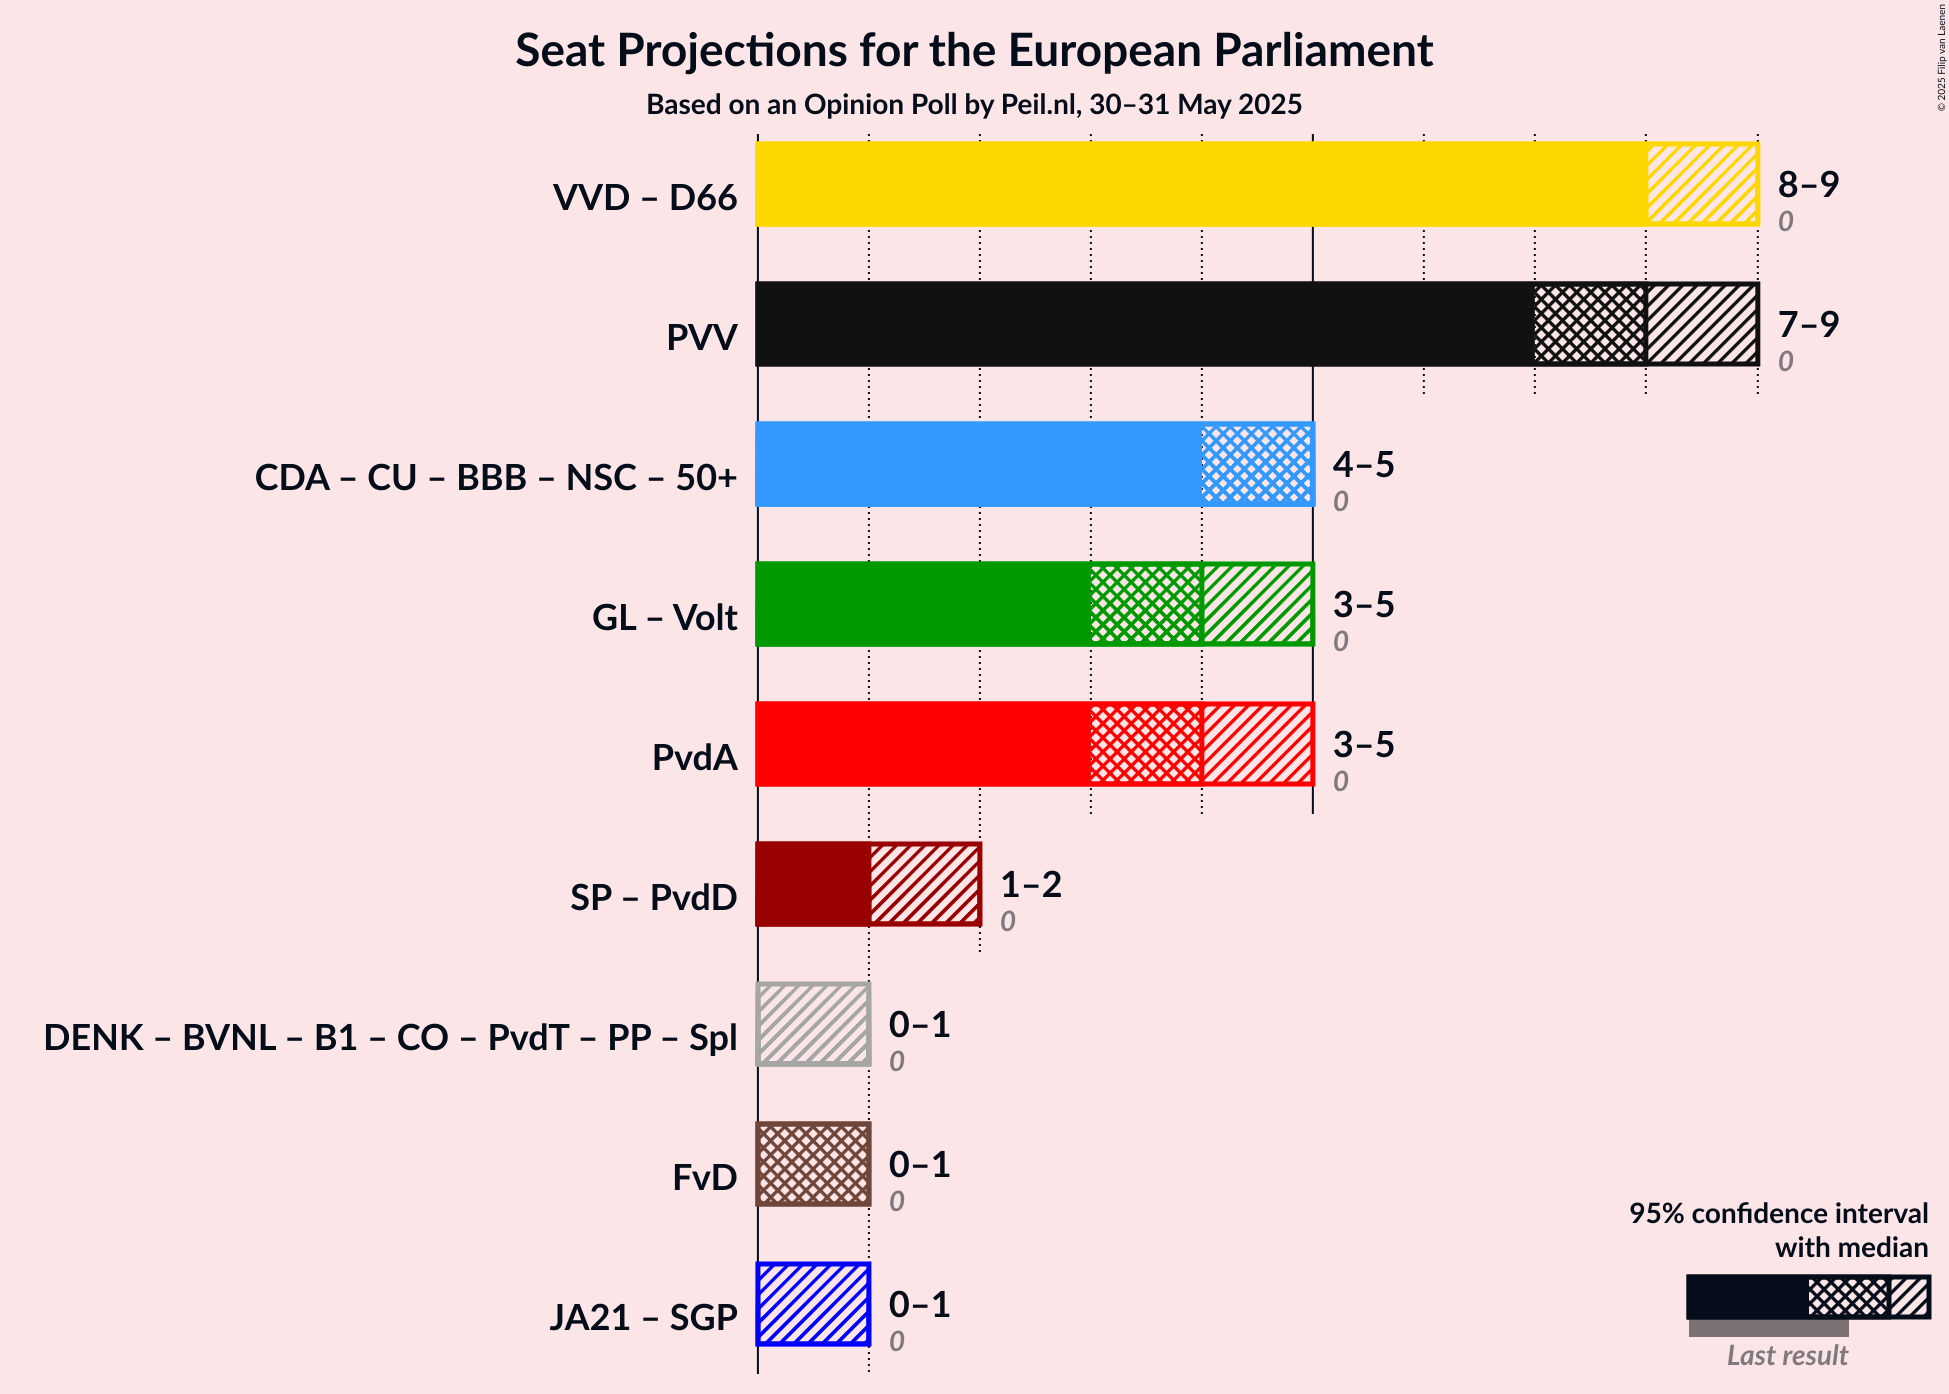 Seat Projections for the European Parliament
Based on an Opinion Poll by Peil.nl, 30–31 May 2025
© 2025 Filip van Laenen
VVD – D66
8–9
0
PVV
7–9
0
CDA – CU – BBB – NSC – 50+
4–5
0
GL – Volt
3–5
0
PvdA
3–5
0
SP – PvdD
1–2
0
DENK – BVNL – B1 – CO – PvdT – PP – Spl
0–1
0
FvD
0–1
0
JA21 – SGP
0–1
0
95% confidence interval
with median
Last result